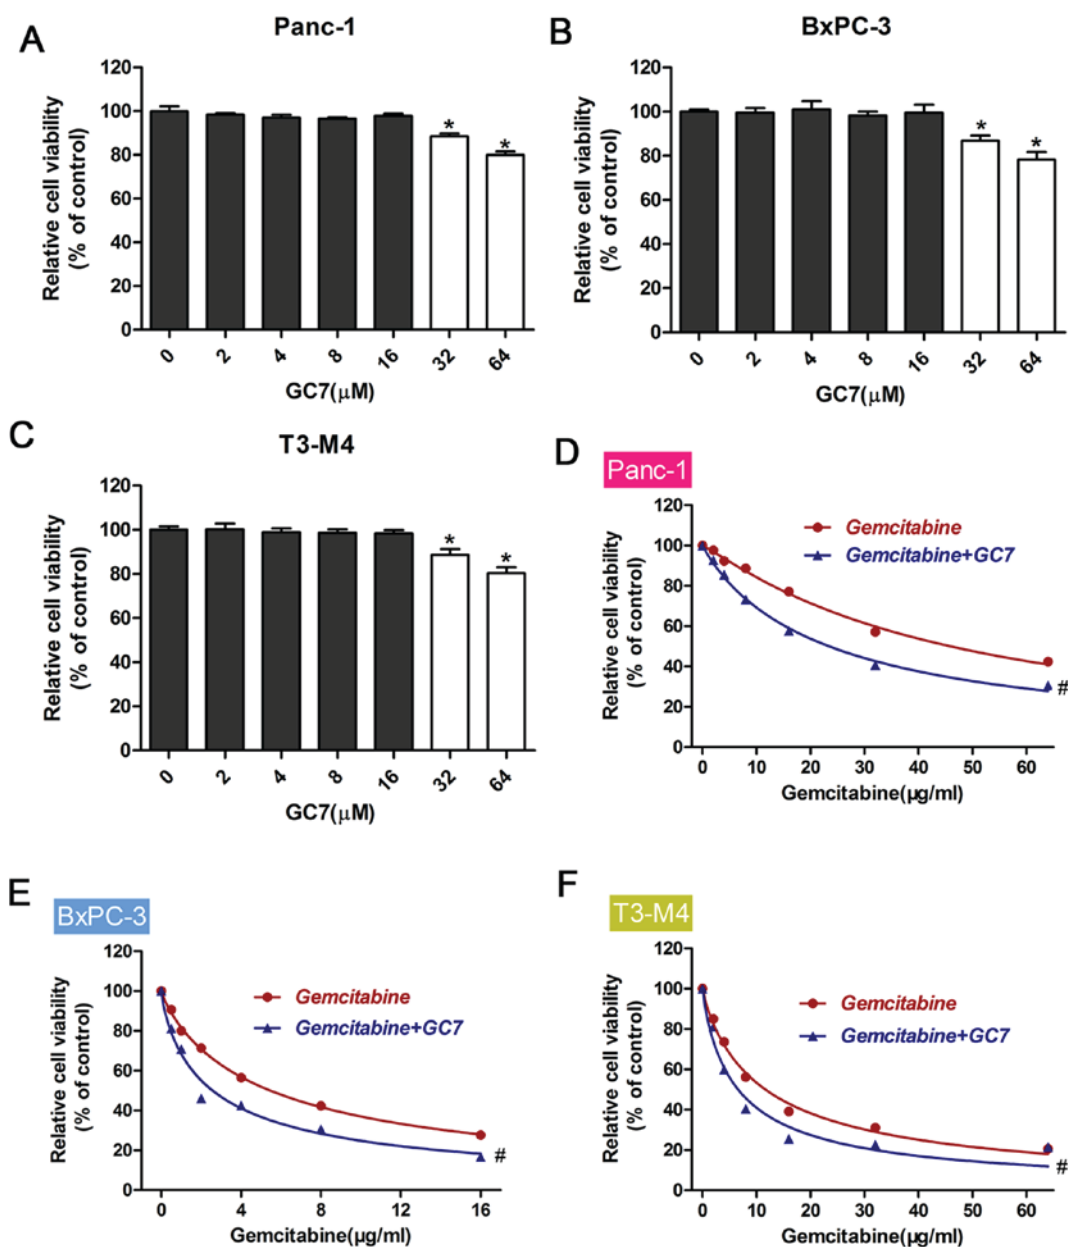 A
Panc-1
Relative cell viability
(% of control)
120
100
80
60
40
20
0
*
*
0 2 4 8 16 32 64
GC7(μM)
B
BxPC-3
Relative cell viability
(% of control)
120
100
80
60
40
20
0
*
*
0 2 4 8 16 32 64
GC7(μM)
C
T3-M4
Relative cell viability
(% of control)
120
100
80
60
40
20
0
*
*
0 2 4 8 16 32 64
GC7(μM)
D
Panc-1
Relative cell viability
(% of control)
120
100
80
60
40
20
0
Gemcitabine
Gemcitabine+GC7
#
0 10 20 30 40 50 60
Gemcitabine(μg/ml)
E
BxPC-3
Relative cell viability
(% of control)
120
100
80
60
40
20
0
Gemcitabine
Gemcitabine+GC7
#
0 4 8 12 16
Gemcitabine(μg/ml)
F
T3-M4
Relative cell viability
(% of control)
120
100
80
60
40
20
0
Gemcitabine
Gemcitabine+GC7
#
0 10 20 30 40 50 60
Gemcitabine(μg/ml)